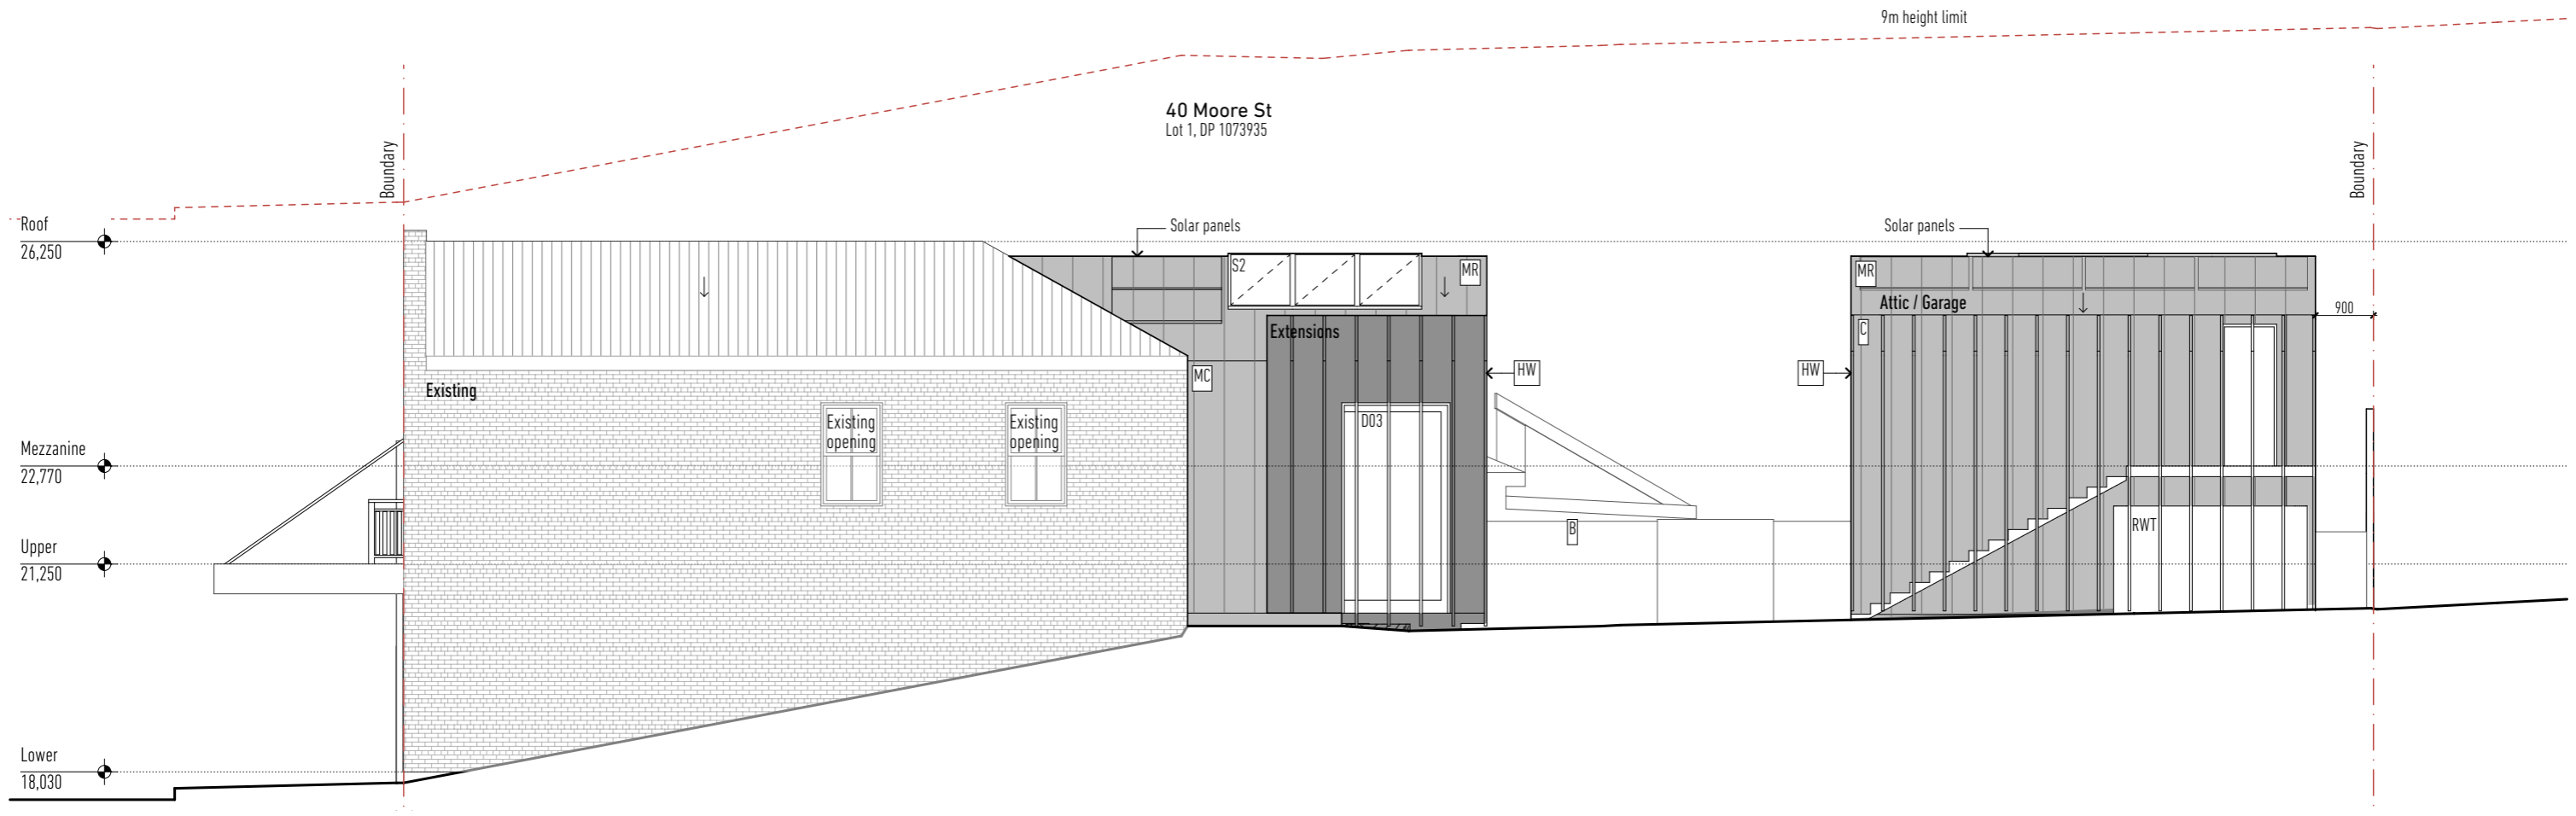 9m height limit
40 Moore St
Lot 1, DP 1073935
Boundary
Boundary
Roof
26,250
Solar panels
Solar panels
S2
MR
MR
Attic / Garage
900
Extensions
C
HW
HW
MC
Existing
Existing
opening
Existing
opening
D03
Mezzanine
22,770
B
RWT
Upper
21,250
Lower
18,030